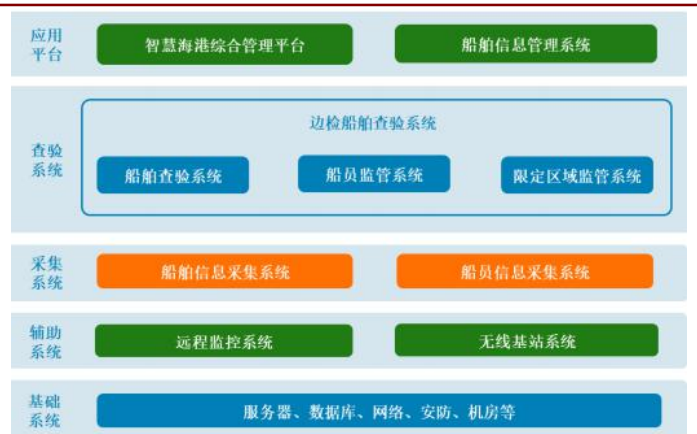 应用
平台
智慧海港综合管理平台
船舶信息管理系统
查验
系统
边检船舶查验系统
船舶查验系统
船员监管系统
限定区域监管系统
采集
系统
船舶信息采集系统
船员信息采集系统
辅助
系统
远程监控系统
无线基站系统
基础
系统
服务器、数据库、网络、安防、机房等